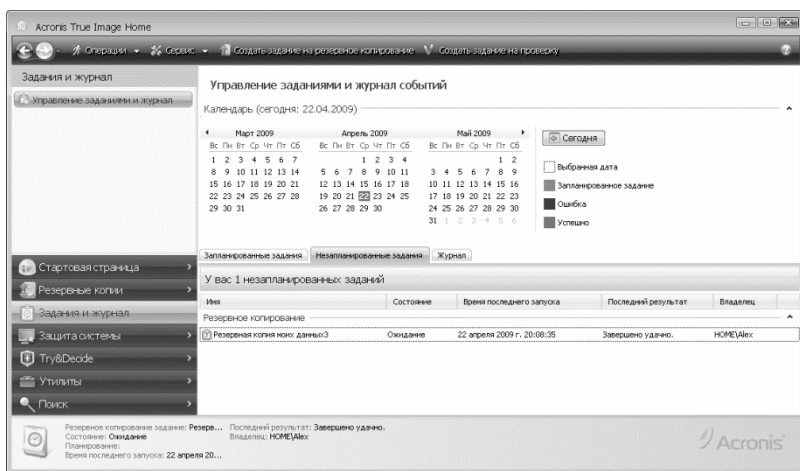 Acronis True Image Home
Операции Сервис Создать задание на резервное копирование Создать задание на проверку
Задания и журнал
Управление заданиями и журнал
Управление заданиями и журнал событий
Календарь (сегодня: 22.04.2009)
Март 2009 Апрель 2009 Май 2009
Вс Пн Вт Ср Чт Пт Сб Вс Пн Вт Ср Чт Пт Сб Вс Пн Вт Ср Чт Пт Сб
1 2 3 4 5 6 7 1 2 3 4 1 2
8 9 10 11 12 13 14 5 6 7 8 9 10 11 3 4 5 6 7 8 9
15 16 17 18 19 20 21 12 13 14 15 16 17 18 10 11 12 13 14 15 16
22 23 24 25 26 27 28 19 20 21 22 23 24 25 17 18 19 20 21 22 23
29 30 31 26 27 28 29 30 24 25 26 27 28 29 30
31 1 2 3 4 5 6
Сегодня
Выбранная дата
Запланированное задание
Ошибка
Успешно
Запланированные задания Незапланированные задания Журнал
У вас 1 незапланированных заданий
Имя Состояние Время последнего запуска Последний результат Владелец
Резервное копирование
Резервная копия моих данных3 Ожидание 22 апреля 2009 г. 20:08:35 Завершено удачно. HOME\Alex
Стартовая страница
Резервные копии
Задания и журнал
Защита системы
Try&Decide
Утилиты
Поиск
Резервное копирование задание: Резерв... Последний результат: Завершено удачно.
Состояние: Ожидание Владелец: HOME\Alex
Планирование:
Время последнего запуска: 22 апреля 20...
Acronis